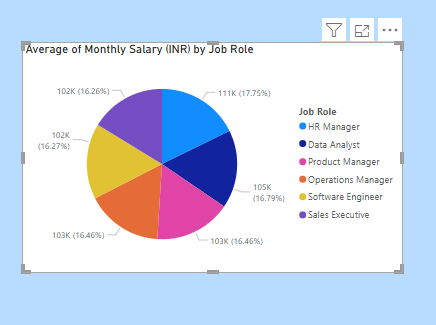 Average of Monthly Salary (INR) by Job Role
102K (16.26%)
111K (17.75%)
Job Role
HR Manager
Data Analyst
Product Manager
Operations Manager
Software Engineer
Sales Executive
102K
(16.27%)
105K
(16.79%)
103K (16.46%)
103K (16.46%)